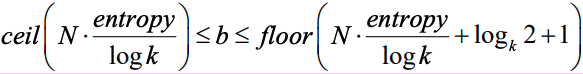 ceil(N · entropy / log k) ≤ b ≤ floor(N · entropy / log k + log_k 2 + 1)